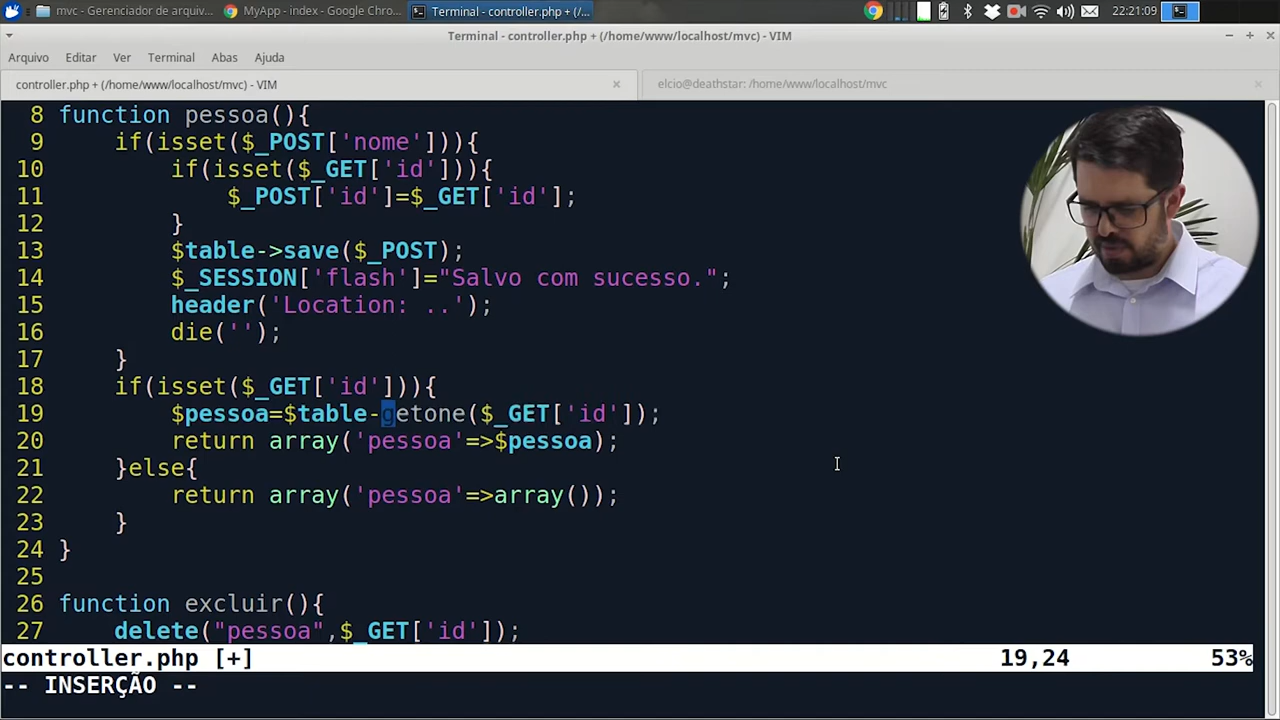 mvc - Gerenciador de arquiv...
MyApp - index - Google Chro...
Terminal - controller.php + (/...
22:21:09
Terminal - controller.php + (/home/www/localhost/mvc) - VIM
Arquivo Editar Ver Terminal Abas Ajuda
controller.php + (/home/www/localhost/mvc) - VIM
elcio@deathstar: /home/www/localhost/mvc
8 function pessoa(){
9 if(isset($_POST['nome'])){
10 if(isset($_GET['id'])){
11 $_POST['id']=$_GET['id'];
12 }
13 $table->save($_POST);
14 $_SESSION['flash']="Salvo com sucesso.";
15 header('Location: ..');
16 die('');
17 }
18 if(isset($_GET['id'])){
19 $pessoa=$table-getone($_GET['id']);
20 return array('pessoa'=>$pessoa);
21 }else{
22 return array('pessoa'=>array());
23 }
24 }
25
26 function excluir(){
27 delete("pessoa",$_GET['id']);
controller.php [+] 19,24 53%
-- INSERÇÃO --